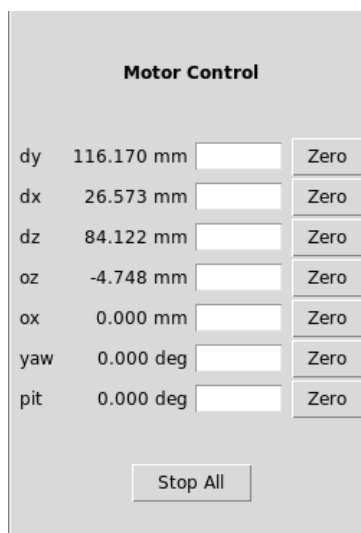 Motor Control
dy 116.170 mm Zero
dx 26.573 mm Zero
dz 84.122 mm Zero
oz -4.748 mm Zero
ox 0.000 mm Zero
yaw 0.000 deg Zero
pit 0.000 deg Zero
Stop All